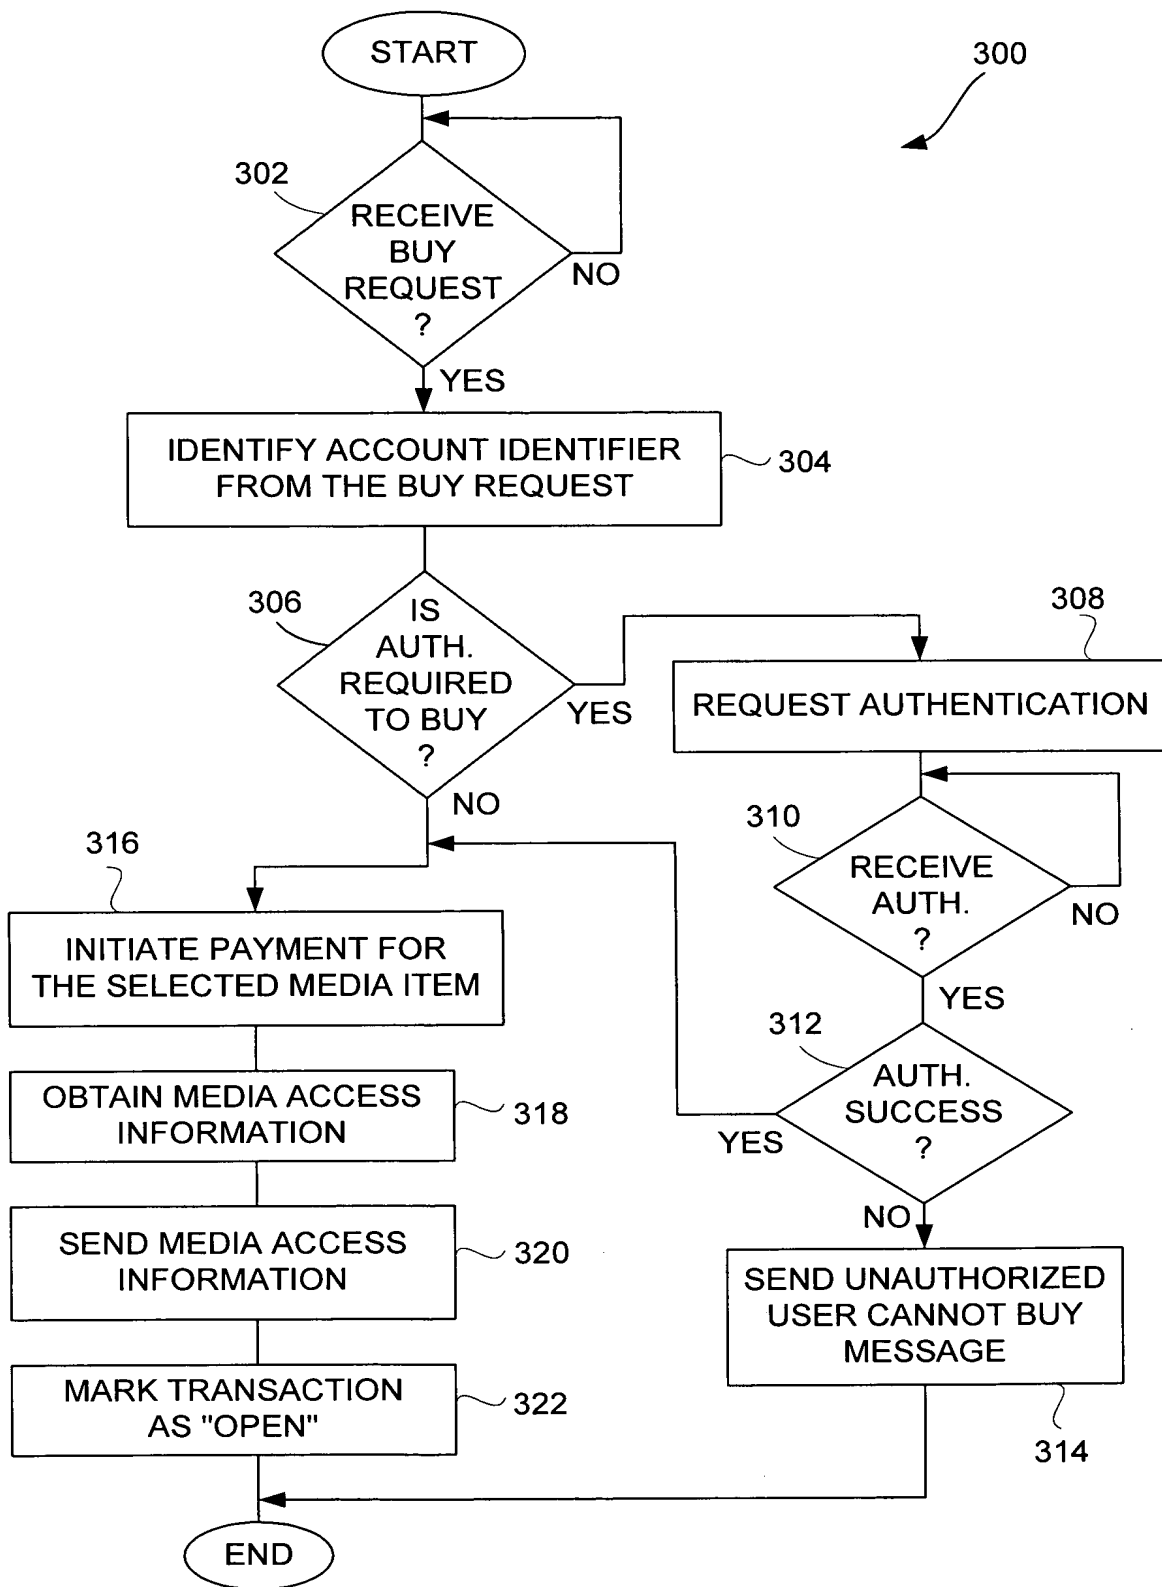 START
300
302
RECEIVE
BUY
REQUEST
?
NO
YES
IDENTIFY ACCOUNT IDENTIFIER
FROM THE BUY REQUEST
304
306
IS
AUTH.
REQUIRED
TO BUY
?
YES
NO
308
REQUEST AUTHENTICATION
310
RECEIVE
AUTH.
?
NO
YES
312
AUTH.
SUCCESS
?
YES
NO
SEND UNAUTHORIZED
USER CANNOT BUY
MESSAGE
314
316
INITIATE PAYMENT FOR
THE SELECTED MEDIA ITEM
OBTAIN MEDIA ACCESS
INFORMATION
318
SEND MEDIA ACCESS
INFORMATION
320
MARK TRANSACTION
AS "OPEN"
322
END